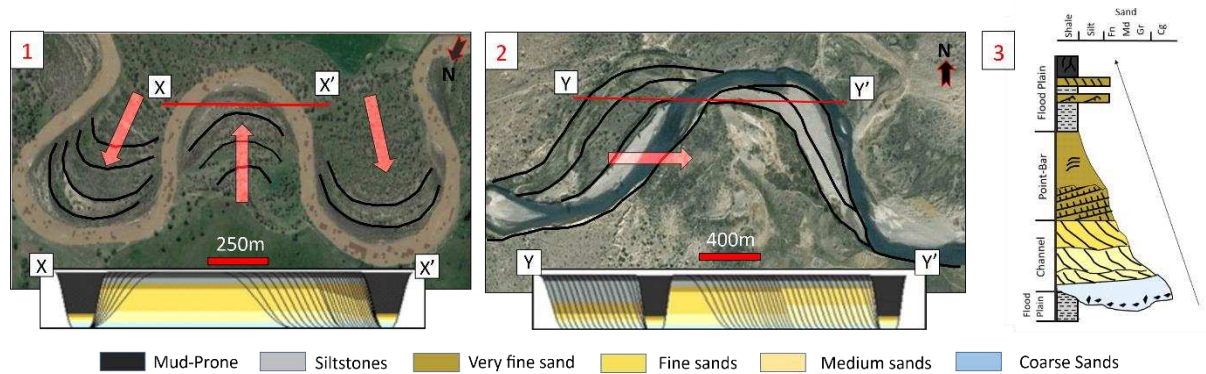 1
X
X'
N
250m
X
X'
2
Y
Y'
N
400m
Y
Y'
3
Sand
Shale
Silt
Fn
Md
Gr
Cg
Flood Plain
Point-Bar
Channel
Flood
Plain
Mud-Prone
Siltstones
Very fine sand
Fine sands
Medium sands
Coarse Sands